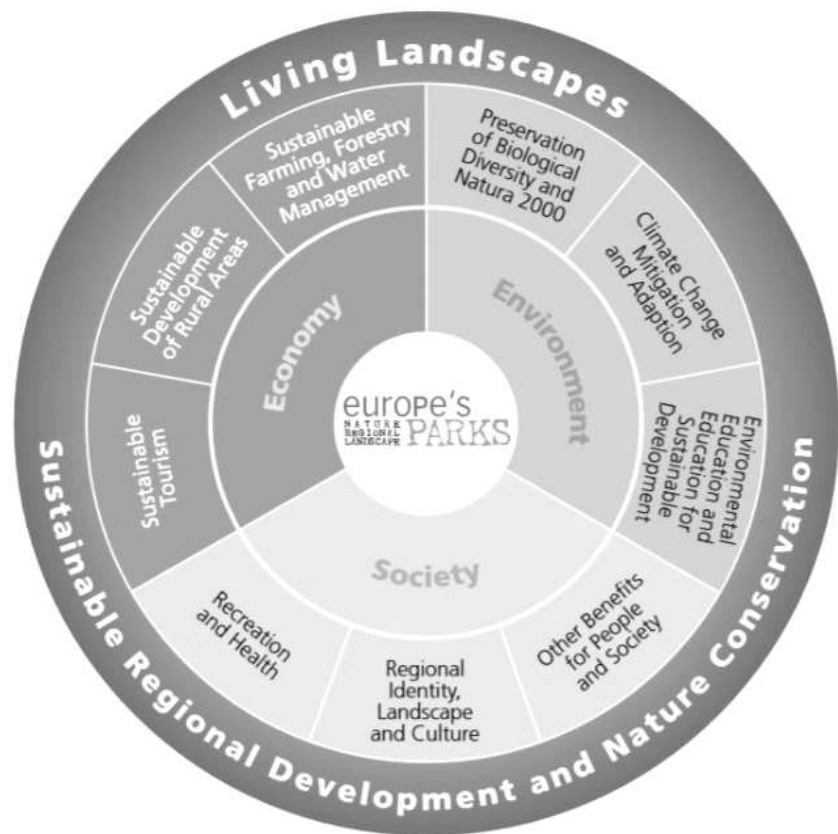 Living Landscapes
Sustainable
Farming, Forestry
and Water
Management
Preservation
of Biological
Diversity and
Natura 2000
Sustainable
Development
of Rural Areas
Climate Change
Mitigation
and Adaption
Economy
Environment
europe's
NATURE
REGIONAL
LANDSCAPE
PARKS
Sustainable
Tourism
Environmental
Education and
Education for
Sustainable
Development
Society
Recreation
and Health
Regional
Identity,
Landscape
and Culture
Other Benefits
for People
and Society
Sustainable Regional Development and Nature Conservation